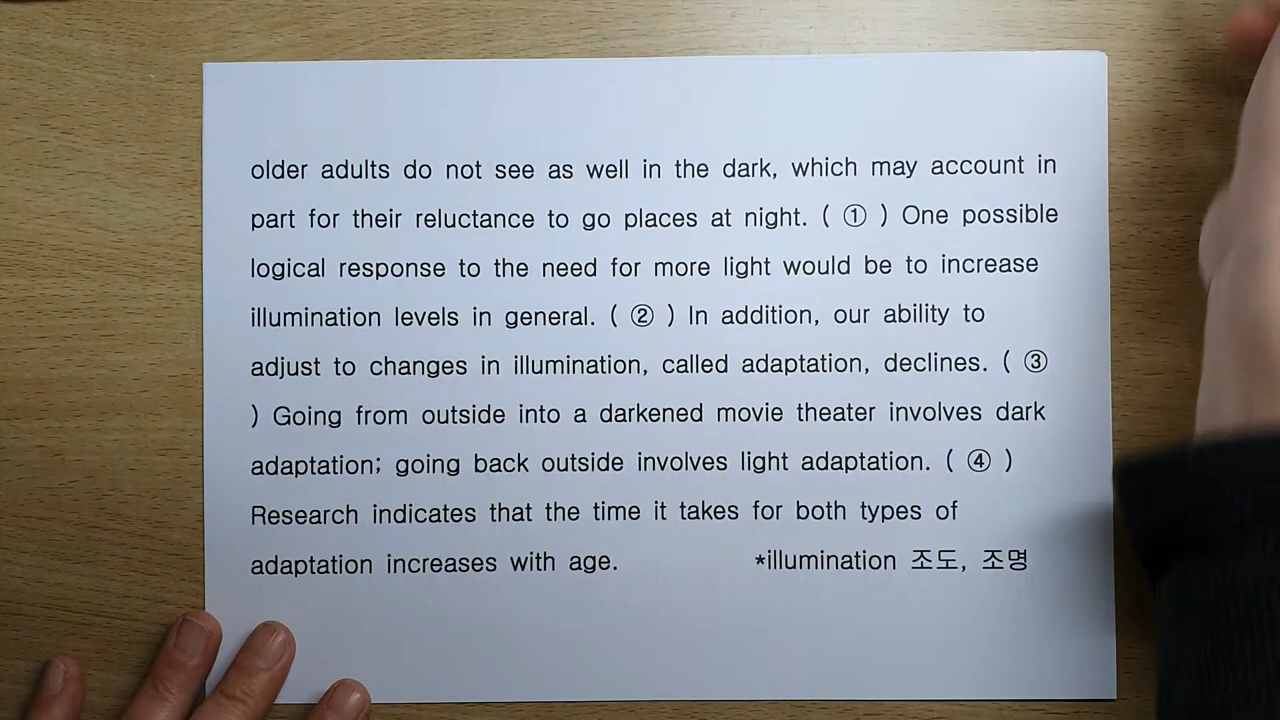 older adults do not see as well in the dark, which may account in
part for their reluctance to go places at night. ( ① ) One possible
logical response to the need for more light would be to increase
illumination levels in general. ( ② ) In addition, our ability to
adjust to changes in illumination, called adaptation, declines. ( ③
) Going from outside into a darkened movie theater involves dark
adaptation; going back outside involves light adaptation. ( ④ )
Research indicates that the time it takes for both types of
adaptation increases with age. *illumination 조도, 조명